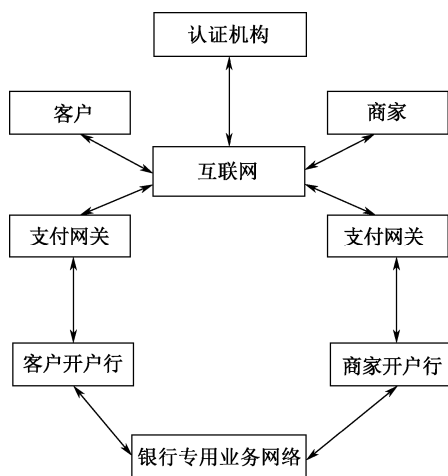 认证机构
客户
商家
互联网
支付网关
支付网关
客户开户行
商家开户行
银行专用业务网络